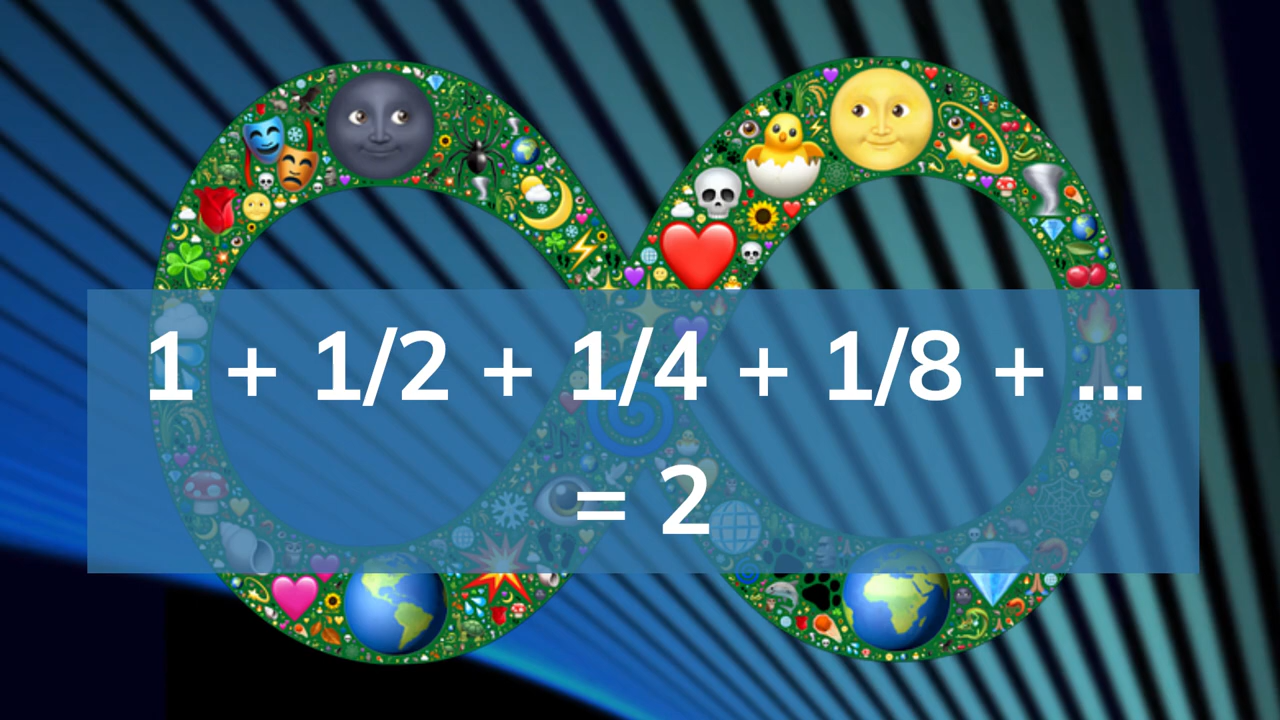 1 + 1/2 + 1/4 + 1/8 + ...
= 2